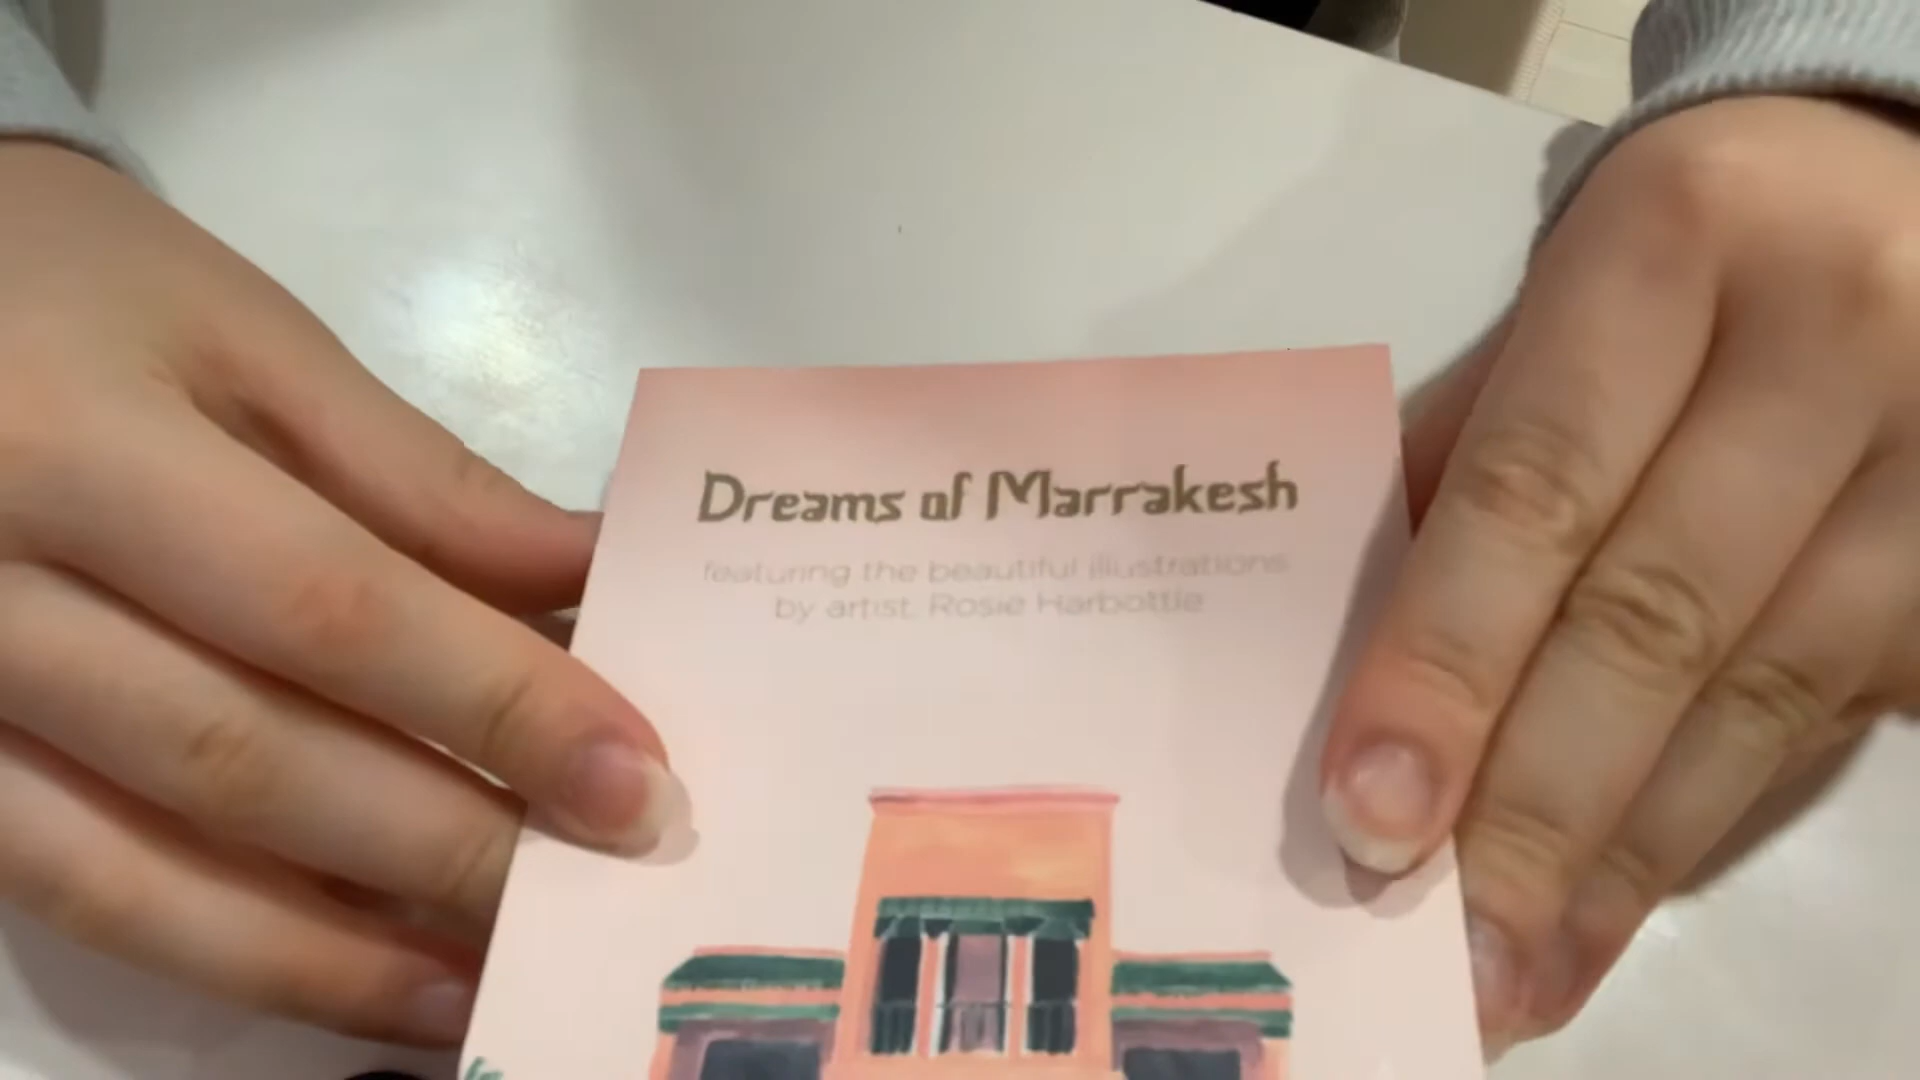 Dreams of Marrakesh
featuring the beautiful illustrations
by artist, Rosie Harbottle